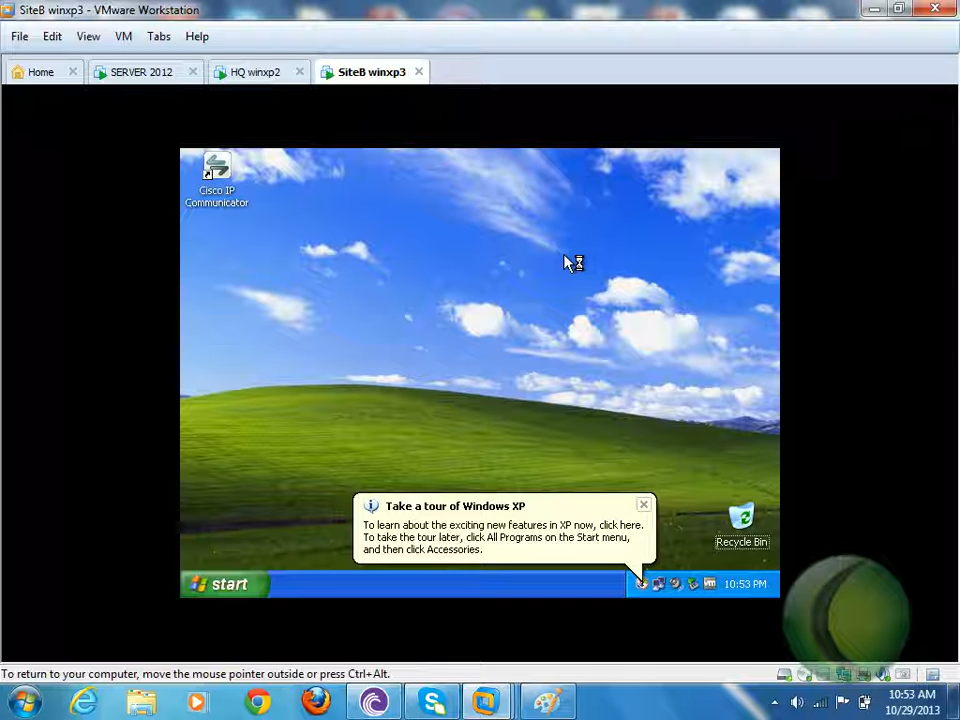 SiteB winxp3 - VMware Workstation
File Edit View VM Tabs Help
Home SERVER 2012 HQ winxp2 SiteB winxp3
Cisco IP
Communicator
Take a tour of Windows XP
To learn about the exciting new features in XP now, click here.
To take the tour later, click All Programs on the Start menu,
and then click Accessories.
Recycle Bin
start 10:53 PM
To return to your computer, move the mouse pointer outside or press Ctrl+Alt.
10:53 AM
10/29/2013